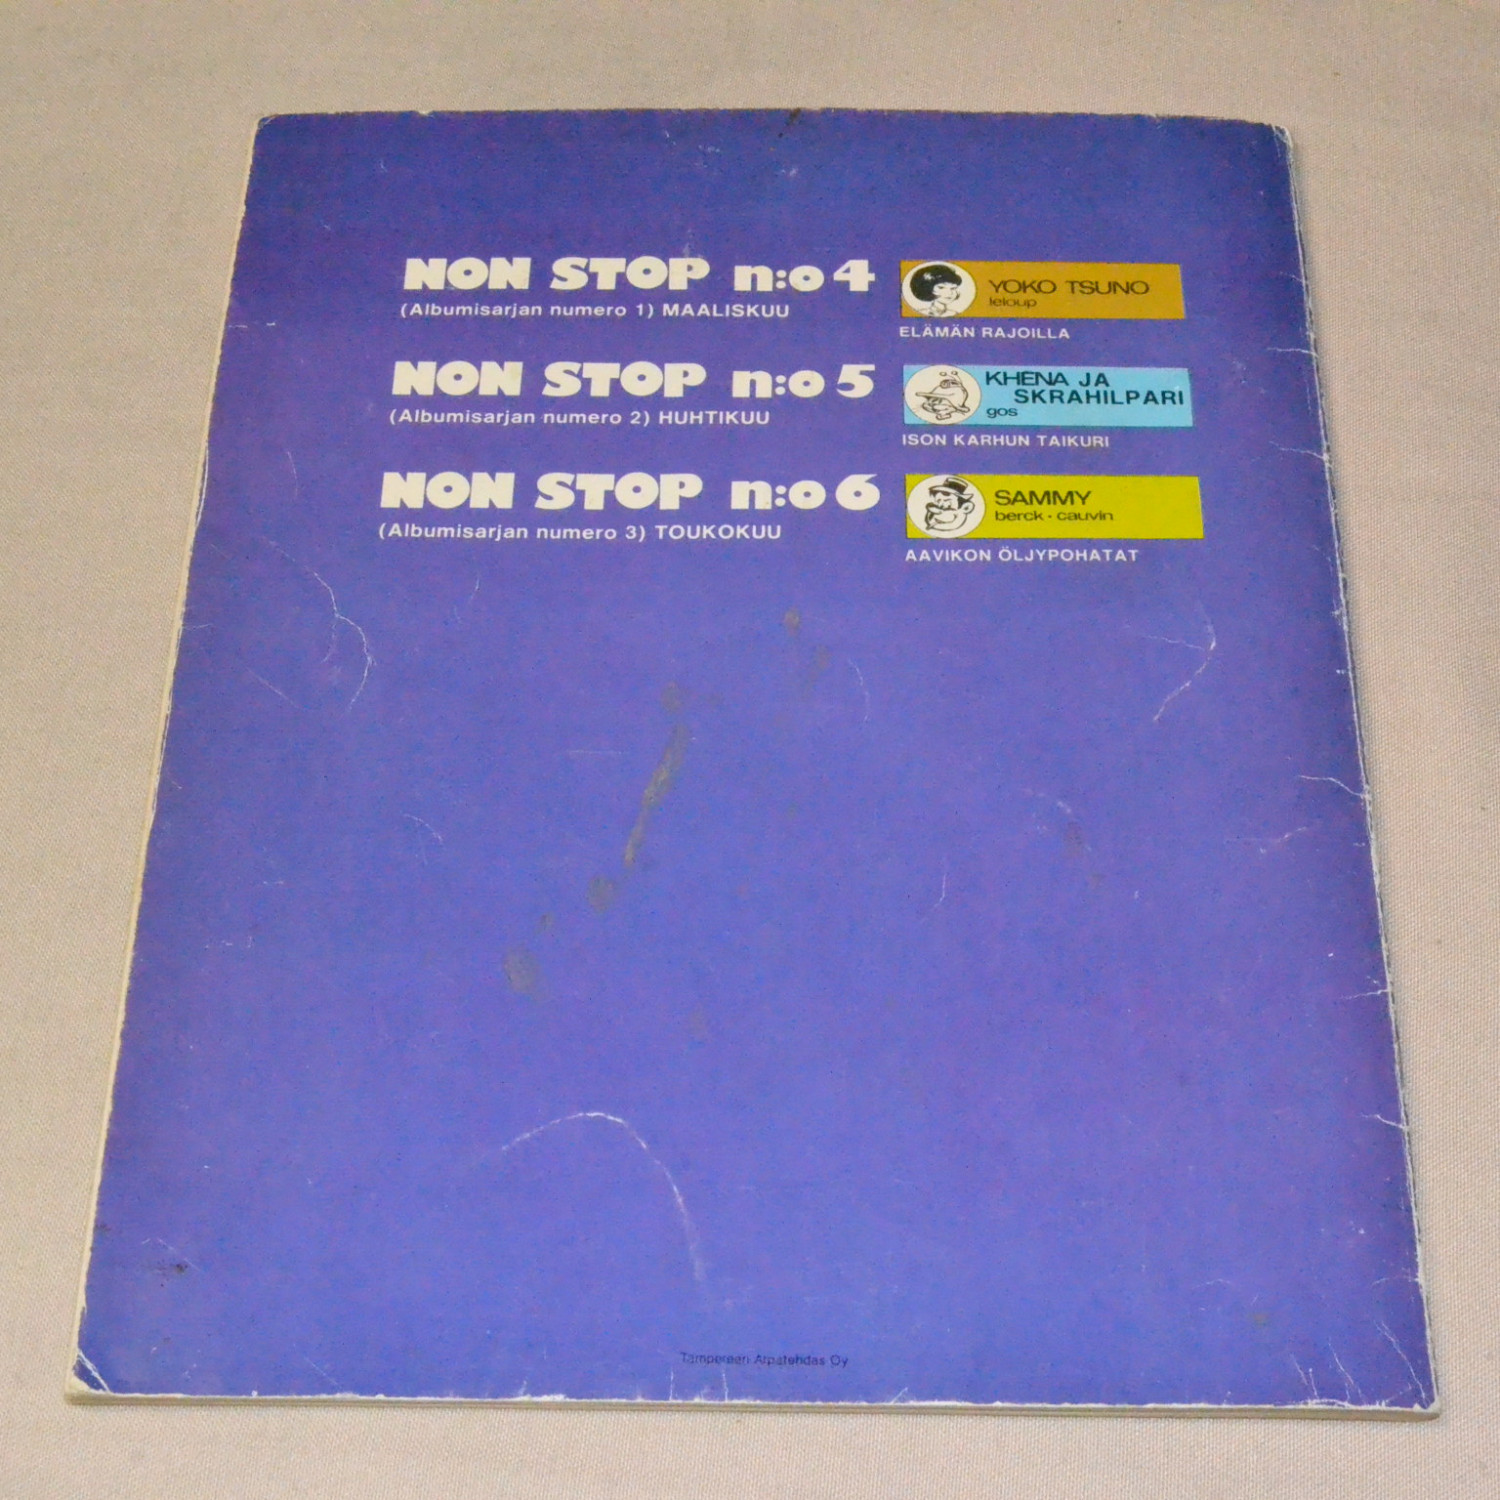 NON STOP n:o 4
(Albumisarjan numero 1) MAALISKUU
YOKO TSUNO
leloup
ELÄMÄN RAJOILLA
NON STOP n:o 5
(Albumisarjan numero 2) HUHTIKUU
KHENA JA
SKRAHILPARI
gos
ISON KARHUN TAIKURI
NON STOP n:o 6
(Albumisarjan numero 3) TOUKOKUU
SAMMY
berck · cauvin
AAVIKON ÖLJYPOHATAT
Tampereen Arpatehdas Oy